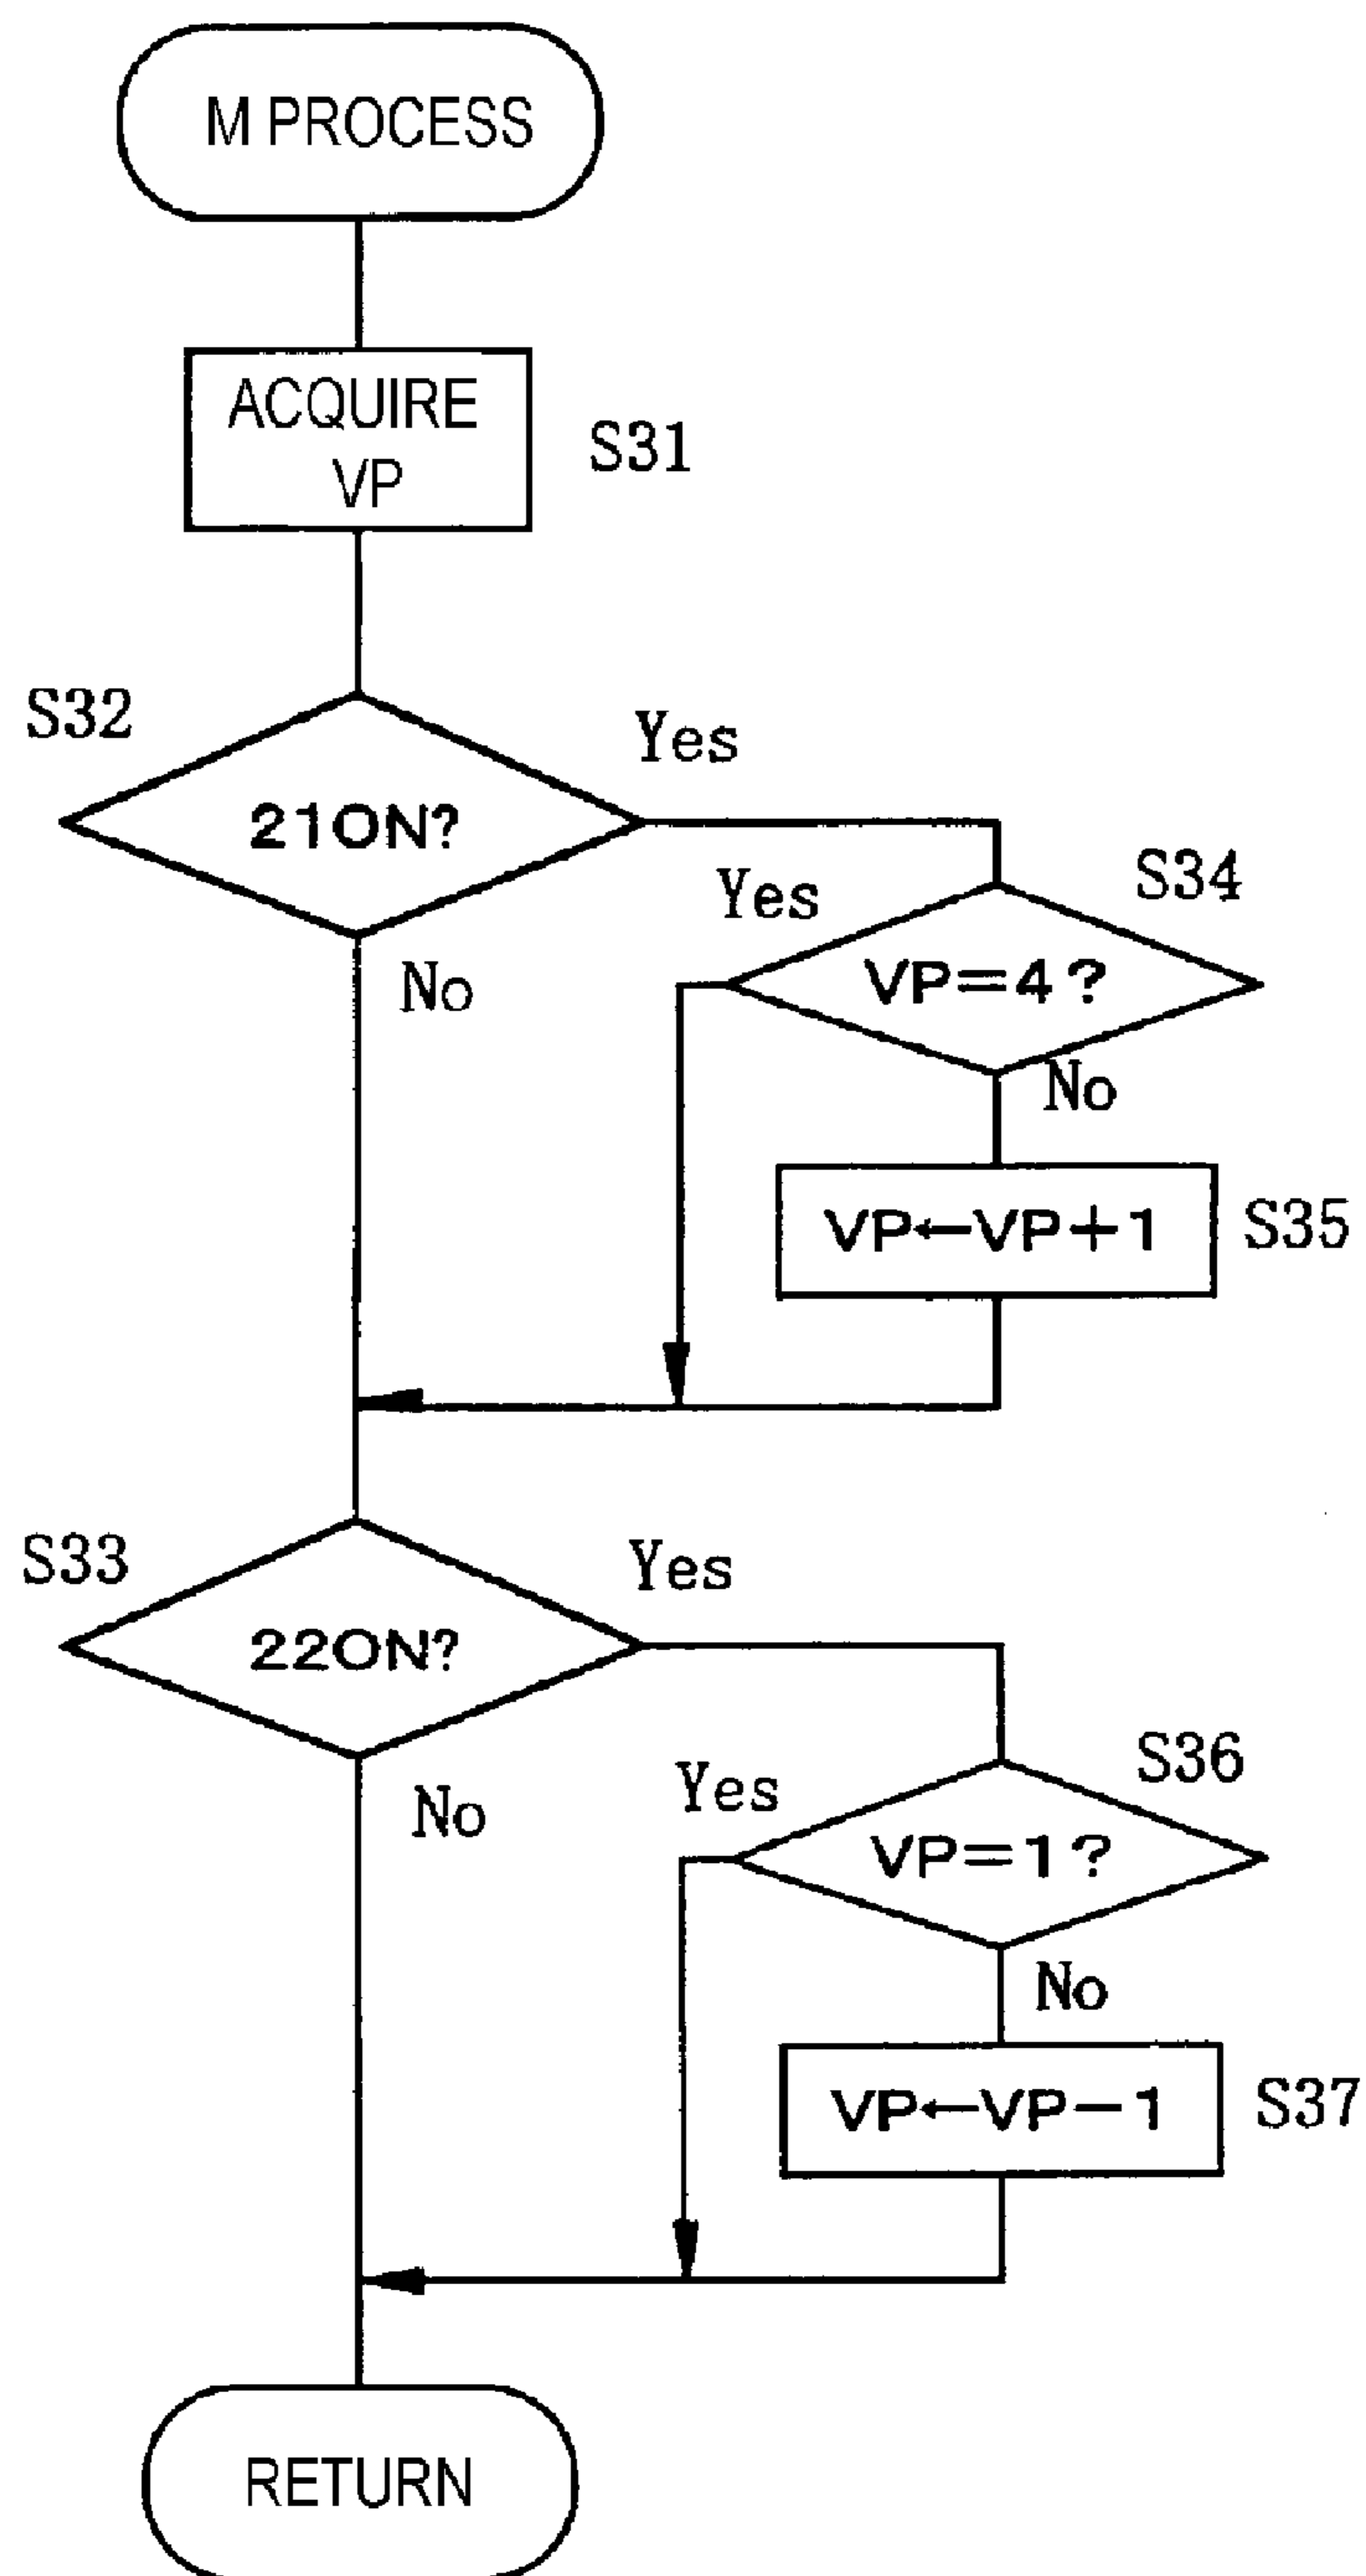 M PROCESS
ACQUIRE
VP
S31
S32
21ON?
Yes
No
S34
Yes
VP=4?
No
VP←VP+1
S35
S33
22ON?
Yes
No
S36
Yes
VP=1?
No
VP←VP−1
S37
RETURN